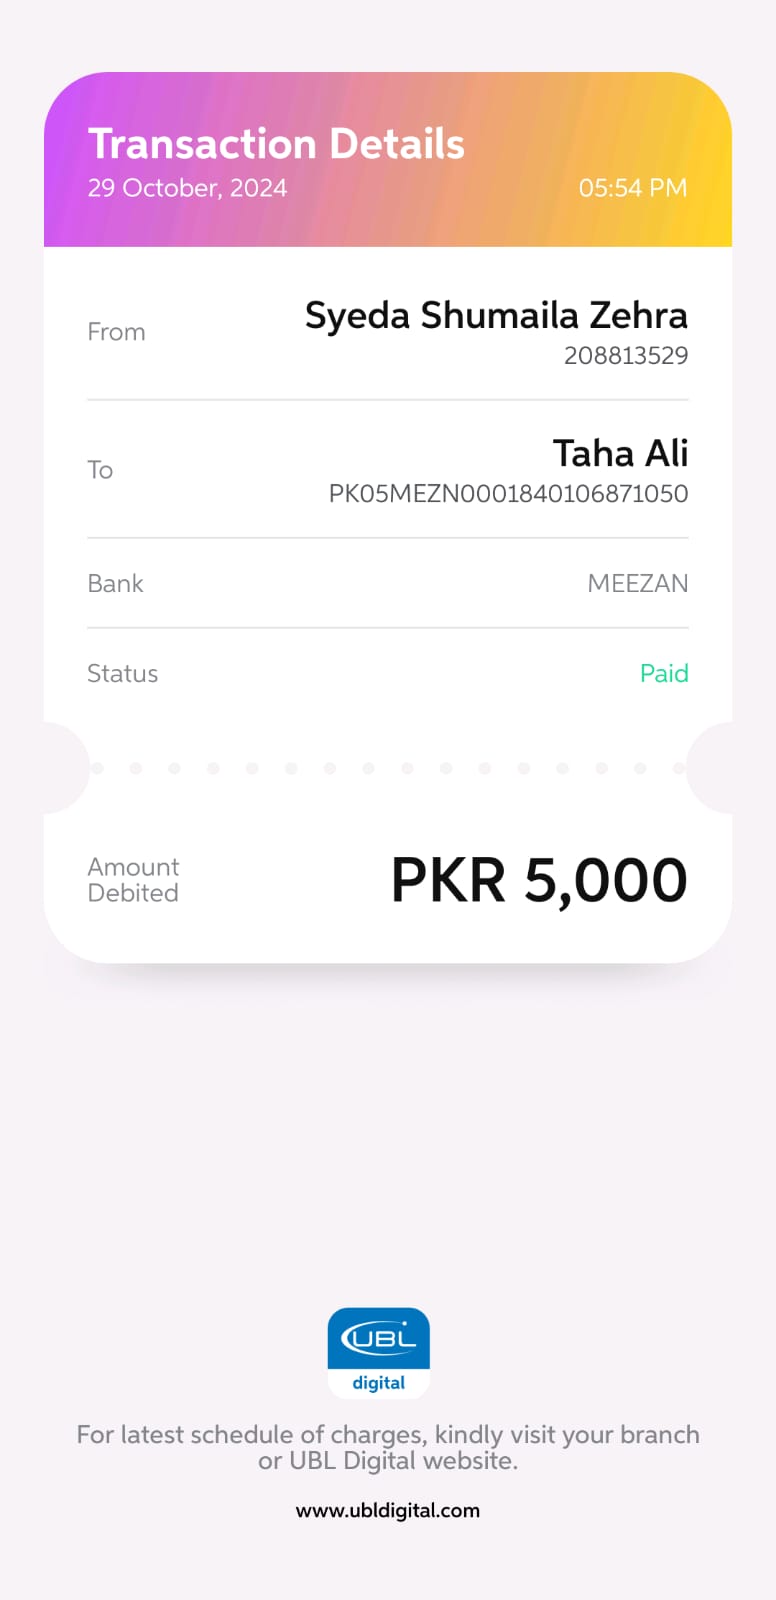 Transaction Details
29 October, 2024 05:54 PM
From
Syeda Shumaila Zehra
208813529
To
Taha Ali
PK05MEZN0001840106871050
Bank MEEZAN
Status Paid
Amount
Debited
PKR 5,000
UBL
digital
For latest schedule of charges, kindly visit your branch
or UBL Digital website.
www.ubldigital.com